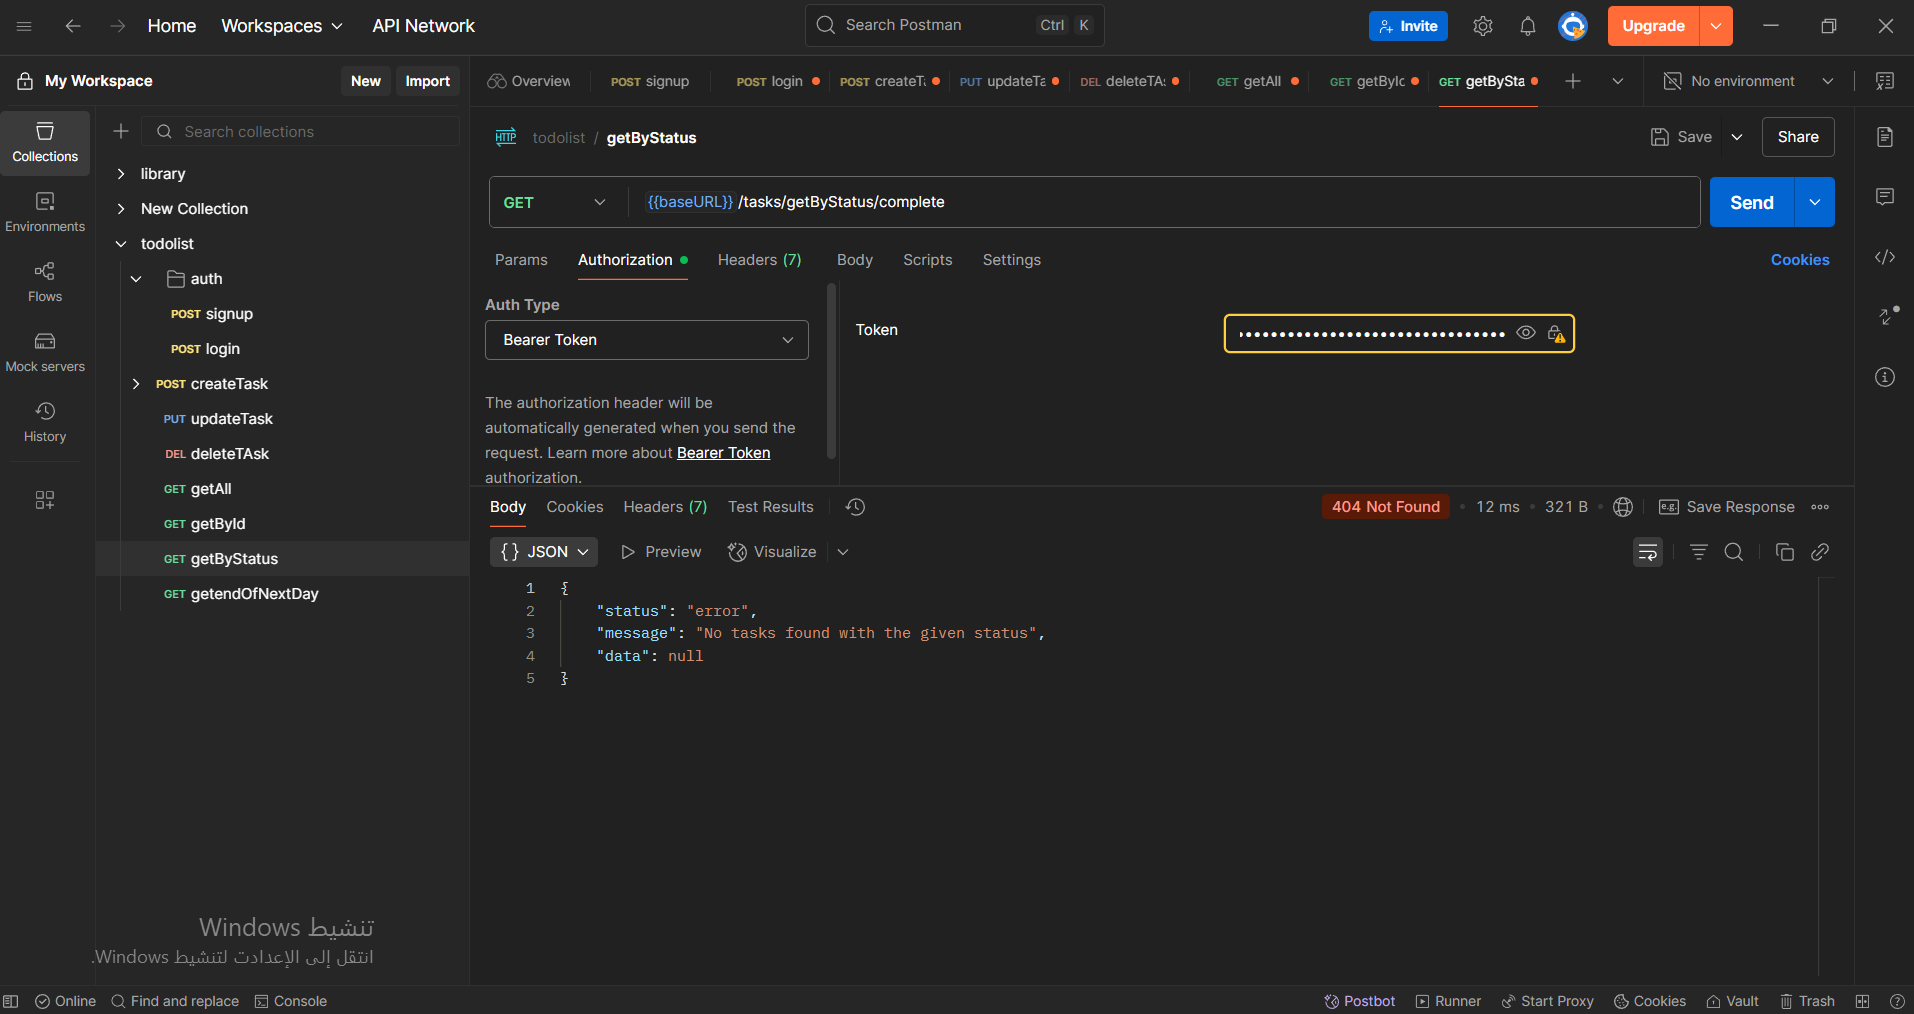 Home Workspaces API Network Search Postman Ctrl K Invite Upgrade
My Workspace New Import Overview POST signup POST login POST createT PUT updateTa DEL deleteTAs GET getAll GET getById GET getBySta No environment
Search collections
Collections
Environments
Flows
Mock servers
History
library
New Collection
todolist
auth
POST signup
POST login
POST createTask
PUT updateTask
DEL deleteTAsk
GET getAll
GET getById
GET getByStatus
GET getendOfNextDay
HTTP todolist / getByStatus Save Share
GET {{baseURL}} /tasks/getByStatus/complete Send
Params Authorization Headers (7) Body Scripts Settings Cookies
Auth Type
Bearer Token
The authorization header will be
automatically generated when you send the
request. Learn more about Bearer Token
authorization.
Token ••••••••••••••••••••••••••••••
Body Cookies Headers (7) Test Results 404 Not Found • 12 ms • 321 B • e.g. Save Response
{} JSON Preview Visualize
1 {
2 "status": "error",
3 "message": "No tasks found with the given status",
4 "data": null
5 }
تنشيط Windows
انتقل إلى الإعدادت لتنشيط Windows.
Online Find and replace Console Postbot Runner Start Proxy Cookies Vault Trash